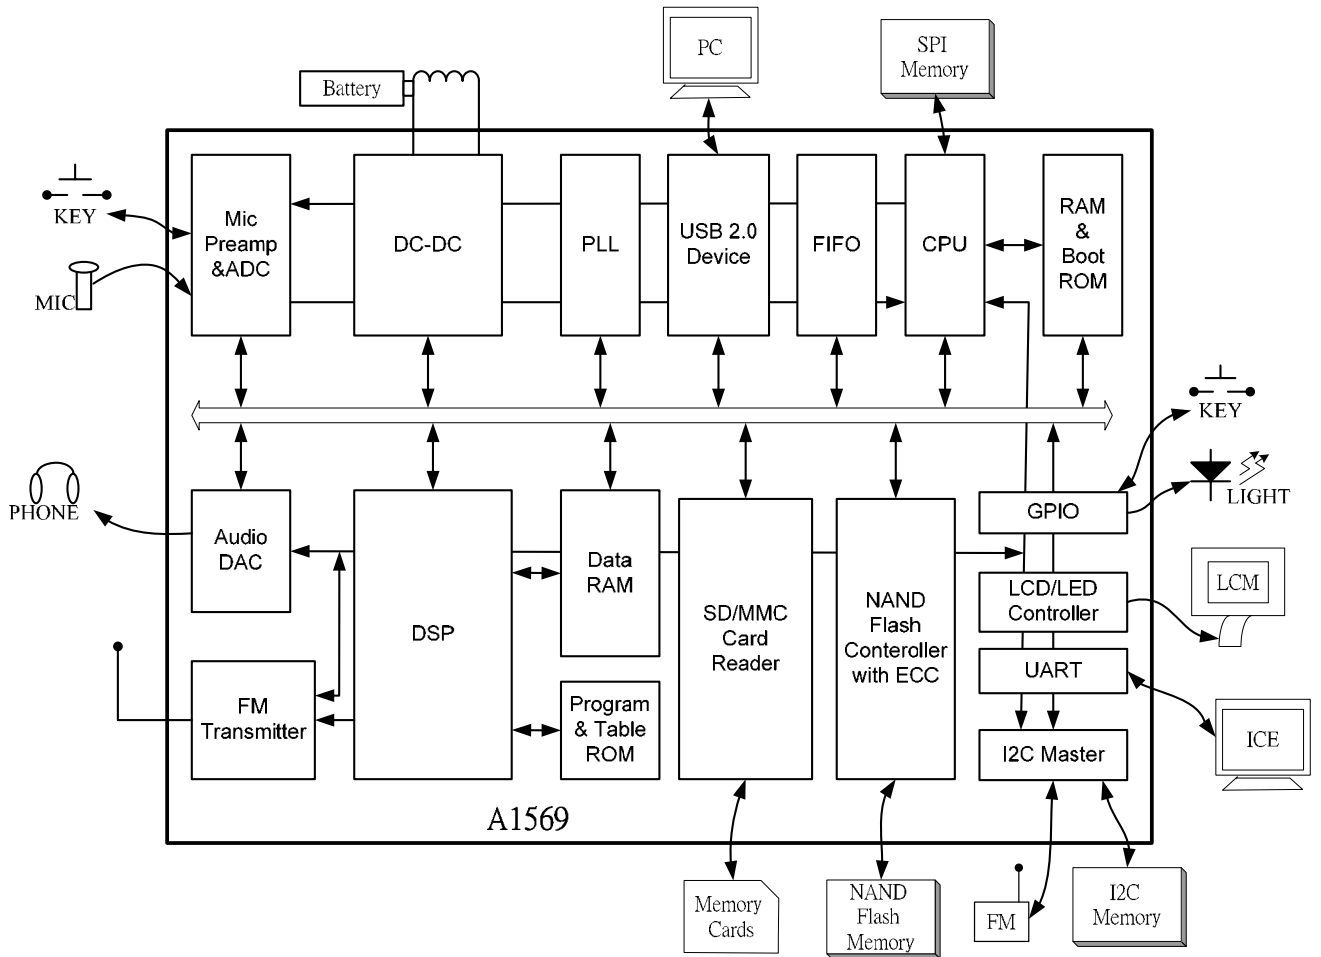 PC
SPI
Memory
Battery
KEY
MIC
Mic
Preamp
&ADC
DC-DC
PLL
USB 2.0
Device
FIFO
CPU
RAM
&
Boot
ROM
KEY
LIGHT
PHONE
Audio
DAC
DSP
Data
RAM
SD/MMC
Card
Reader
NAND
Flash
Conteroller
with ECC
GPIO
LCD/LED
Controller
LCM
UART
FM
Transmitter
Program
& Table
ROM
I2C Master
ICE
A1569
Memory
Cards
NAND
Flash
Memory
FM
I2C
Memory